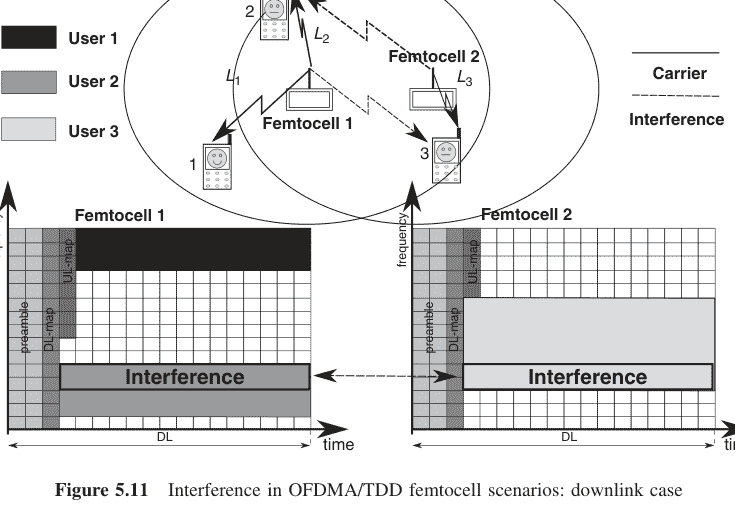 2
User 1
L2
Femtocell 2
L1
L3
User 2
Carrier
Interference
Femtocell 1
User 3
3
1
Femtocell 1
Femtocell 2
frequency
UL-map
UL-map
preamble
DL-map
preamble
DL-map
Interference
Interference
DL
DL
time
Figure 5.11 Interference in OFDMA/TDD femtocell scenarios: downlink case